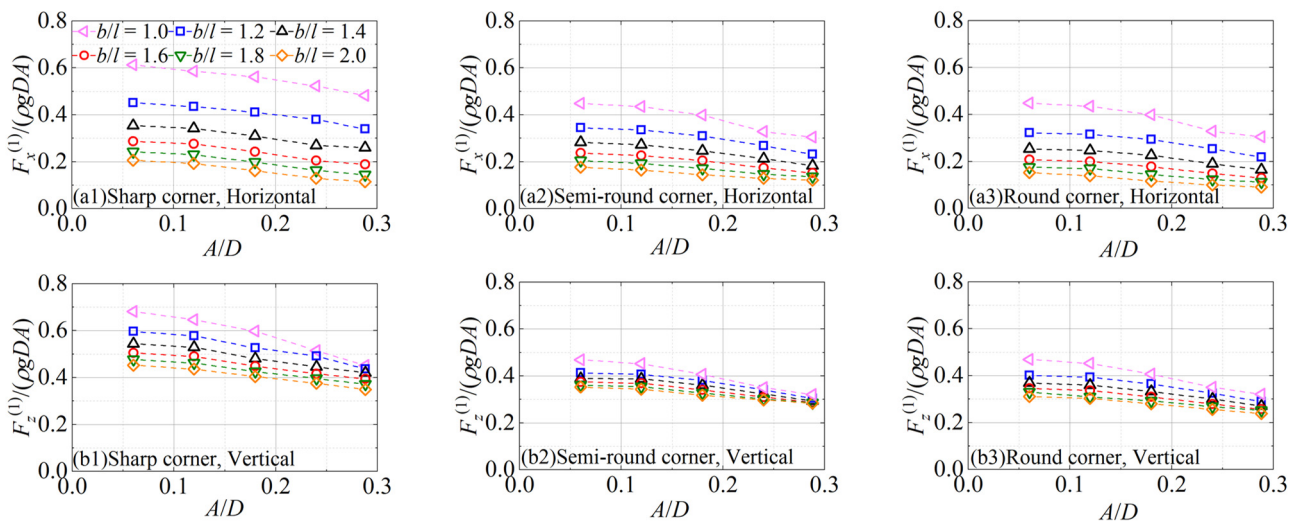 0.8
0.6
0.4
0.2
0.0
F_x^(1)/(ρgDA)
b/l = 1.0 b/l = 1.2 b/l = 1.4
b/l = 1.6 b/l = 1.8 b/l = 2.0
(a1)Sharp corner, Horizontal
0.0 0.1 0.2 0.3
A/D
0.8
0.6
0.4
0.2
0.0
F_x^(1)/(ρgDA)
(a2)Semi-round corner, Horizontal
0.0 0.1 0.2 0.3
A/D
0.8
0.6
0.4
0.2
0.0
F_x^(1)/(ρgDA)
(a3)Round corner, Horizontal
0.0 0.1 0.2 0.3
A/D
0.8
0.6
0.4
0.2
0.0
F_z^(1)/(ρgDA)
(b1)Sharp corner, Vertical
0.0 0.1 0.2 0.3
A/D
0.8
0.6
0.4
0.2
0.0
F_z^(1)/(ρgDA)
(b2)Semi-round corner, Vertical
0.0 0.1 0.2 0.3
A/D
0.8
0.6
0.4
0.2
0.0
F_z^(1)/(ρgDA)
(b3)Round corner, Vertical
0.0 0.1 0.2 0.3
A/D